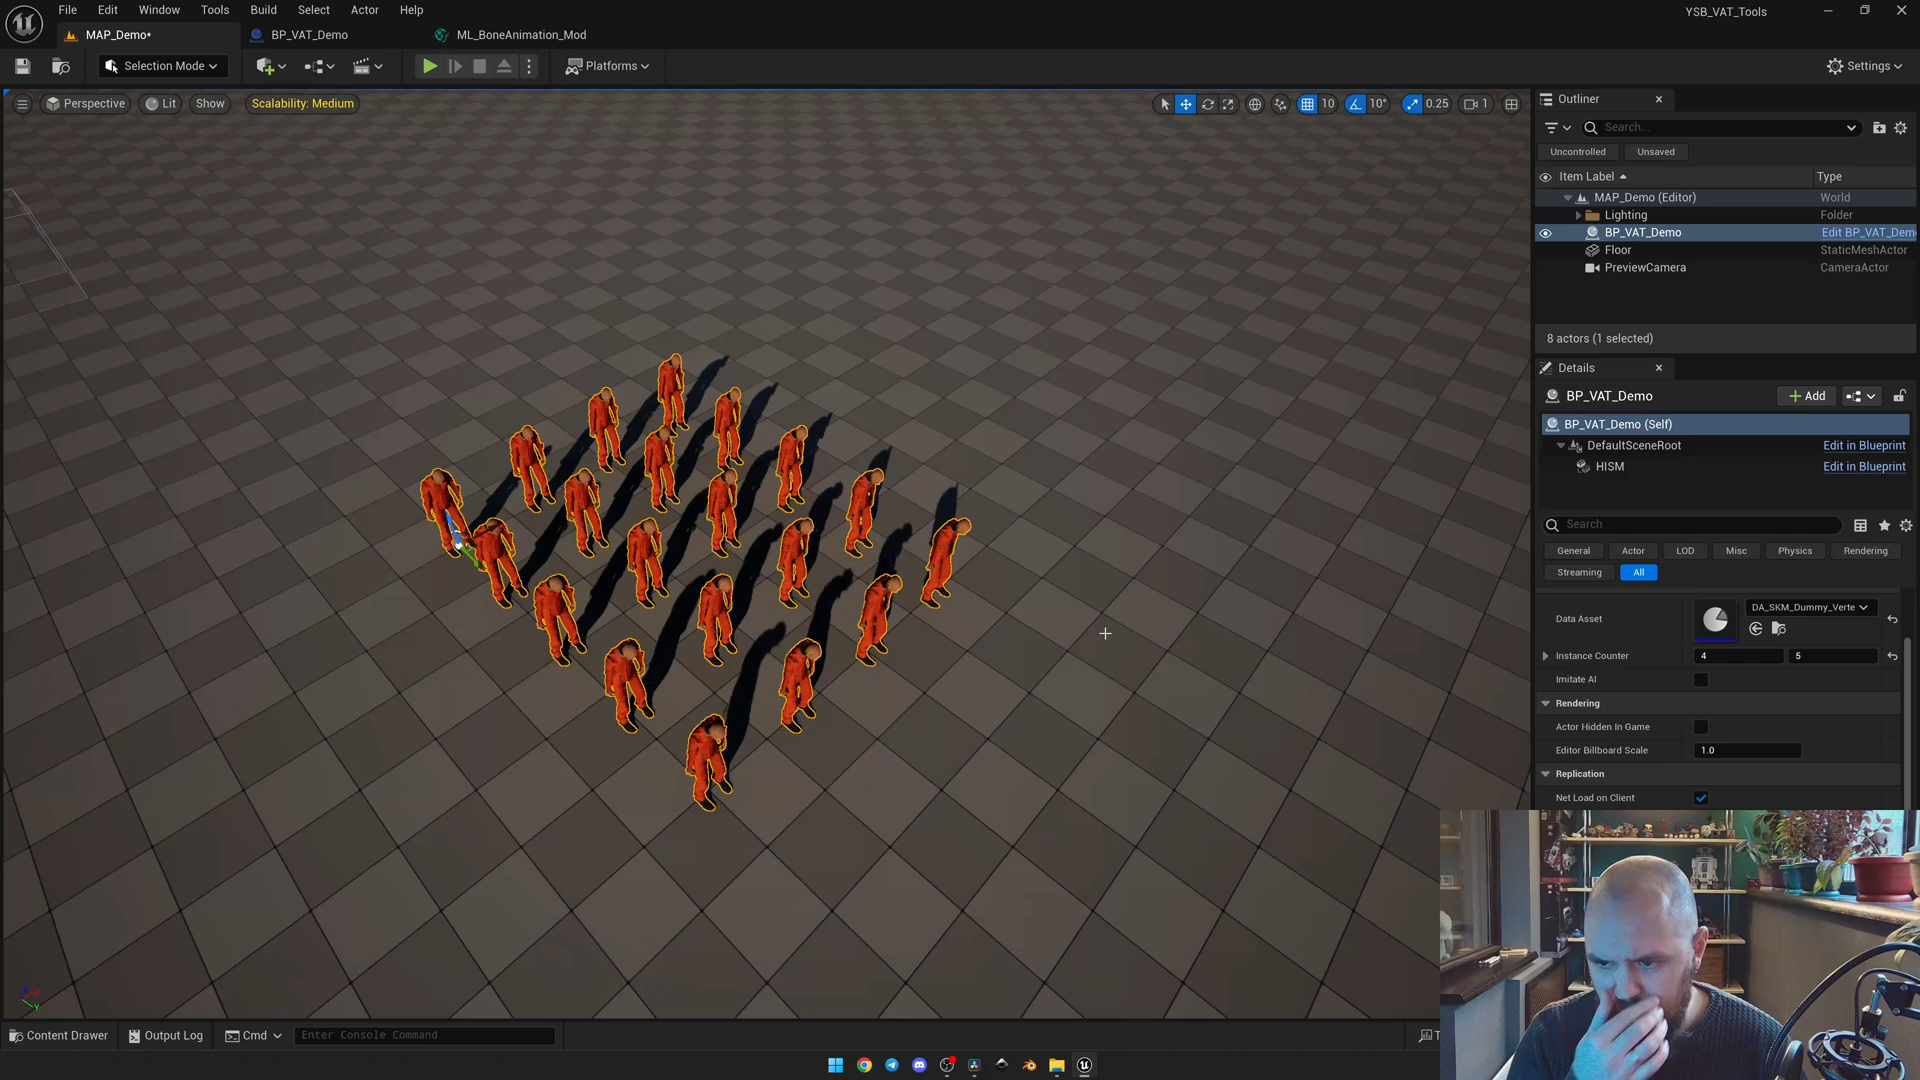 File Edit Window Tools Build Select Actor Help
YSB_VAT_Tools
MAP_Demo*
BP_VAT_Demo
ML_BoneAnimation_Mod
Selection Mode
Platforms
Settings
Perspective
Lit
Show
Scalability: Medium
10
10°
0.25
1
Outliner
Search...
Uncontrolled
Unsaved
Item Label
Type
MAP_Demo (Editor) World
Lighting Folder
BP_VAT_Demo Edit BP_VAT_Dem
Floor StaticMeshActor
PreviewCamera CameraActor
8 actors (1 selected)
Details
BP_VAT_Demo
Add
BP_VAT_Demo (Self)
DefaultSceneRoot Edit in Blueprint
HISM Edit in Blueprint
Search
General Actor LOD Misc Physics Rendering
Streaming All
Data Asset DA_SKM_Dummy_Verte
Instance Counter 4 5
Imitate AI
Rendering
Actor Hidden In Game
Editor Billboard Scale 1.0
Replication
Net Load on Client
Content Drawer
Output Log
Cmd
Enter Console Command